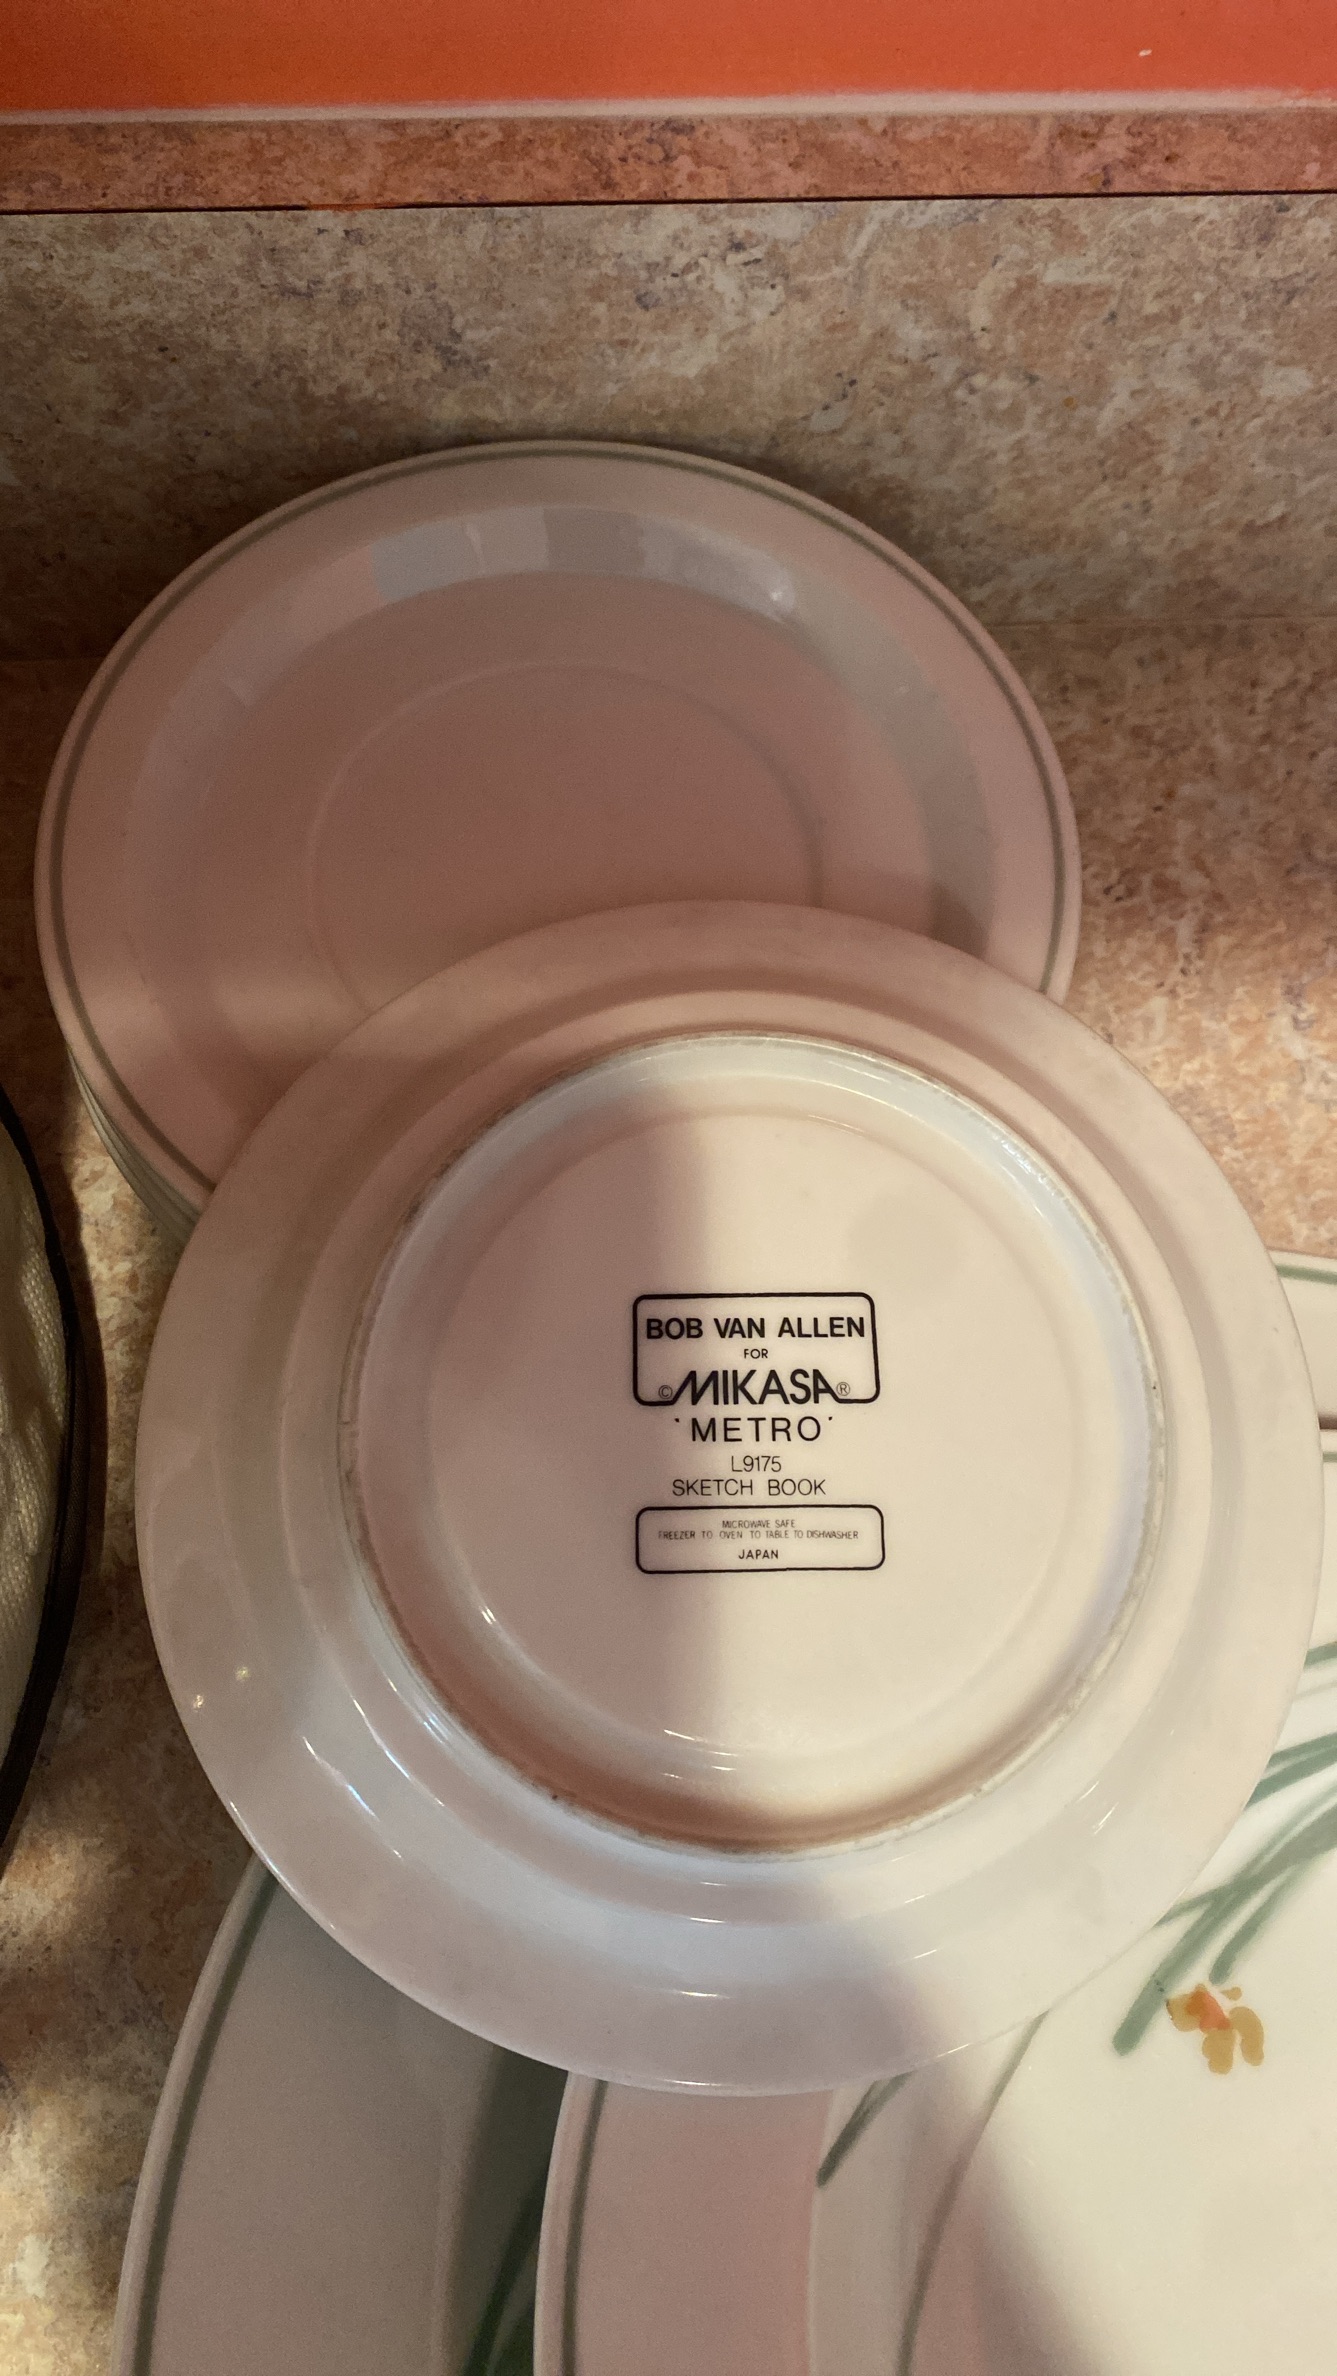 BOB VAN ALLEN
FOR
©MIKASA®
'METRO'
L9175
SKETCH BOOK
MICROWAVE SAFE
FREEZER TO OVEN TO TABLE TO DISHWASHER
JAPAN